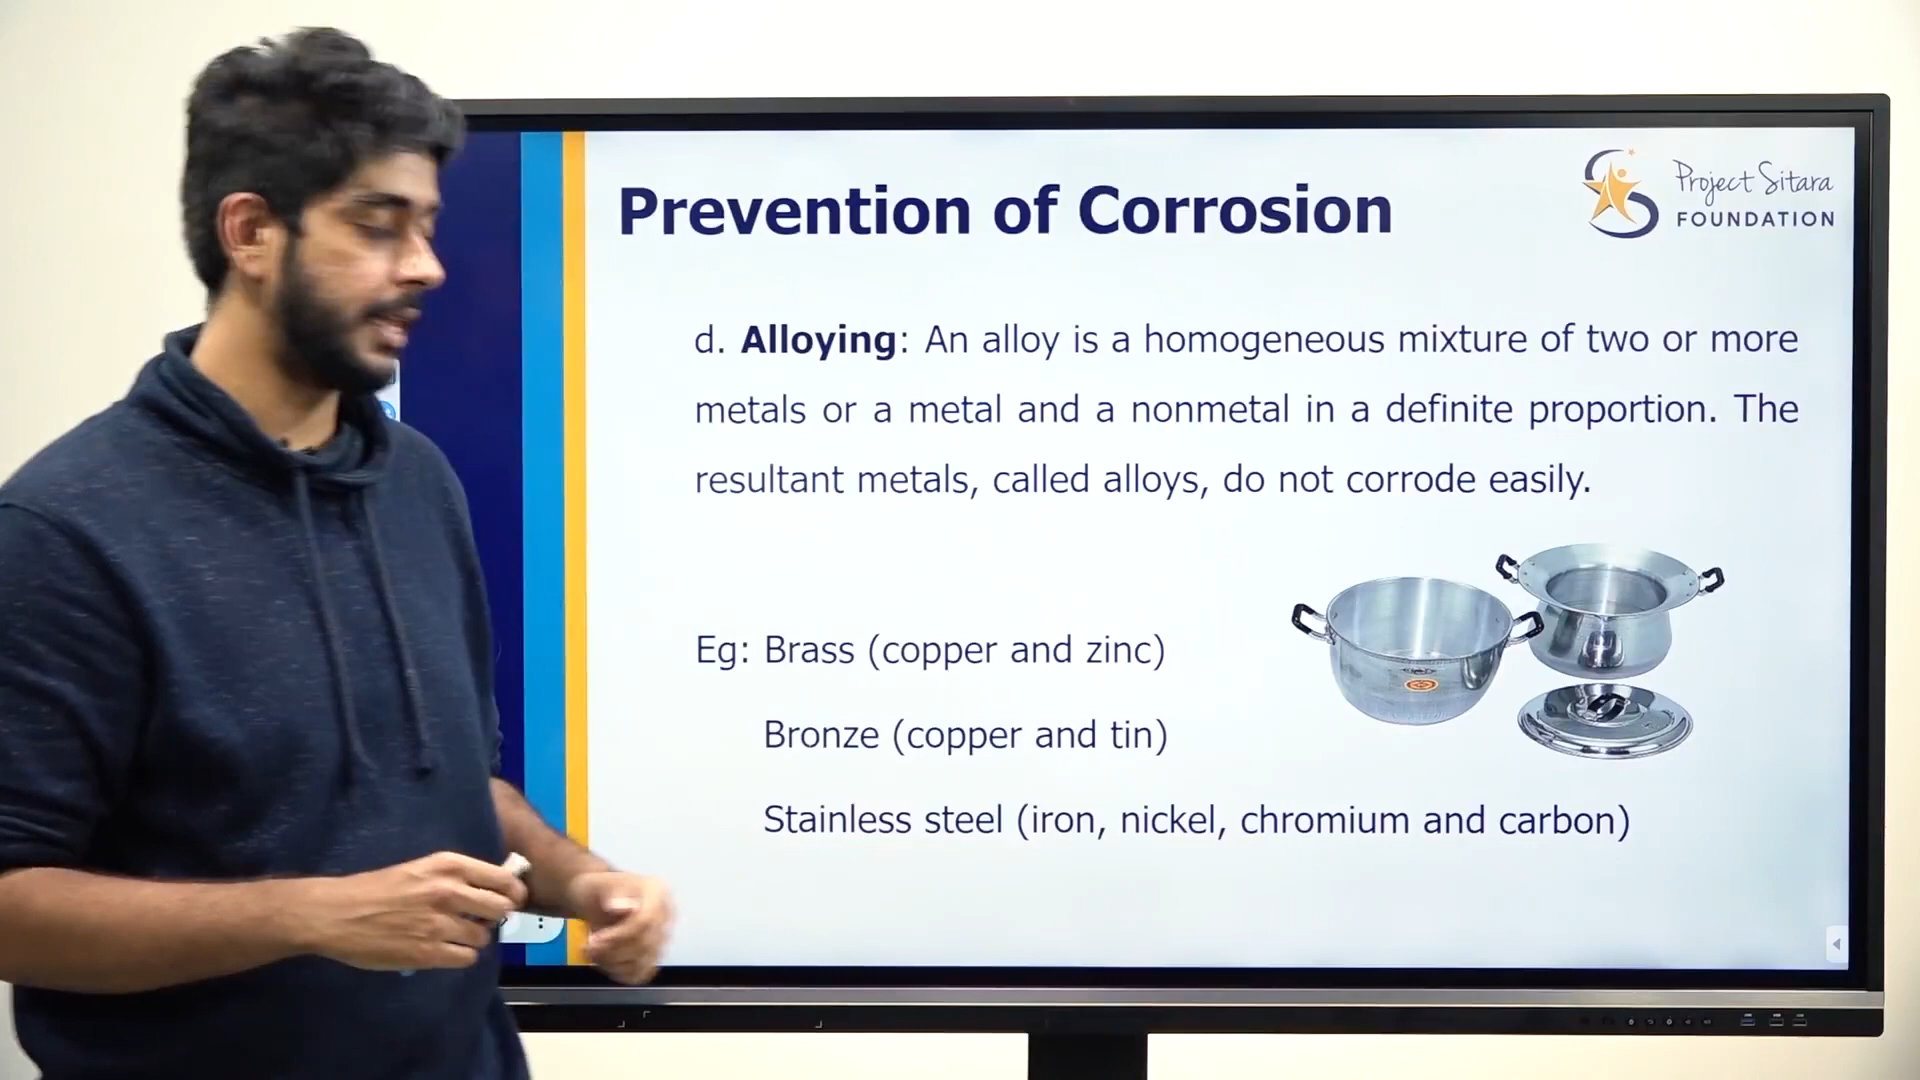 Project Sitara
FOUNDATION
Prevention of Corrosion
d. Alloying: An alloy is a homogeneous mixture of two or more
metals or a metal and a nonmetal in a definite proportion. The
resultant metals, called alloys, do not corrode easily.
Eg: Brass (copper and zinc)
Bronze (copper and tin)
Stainless steel (iron, nickel, chromium and carbon)